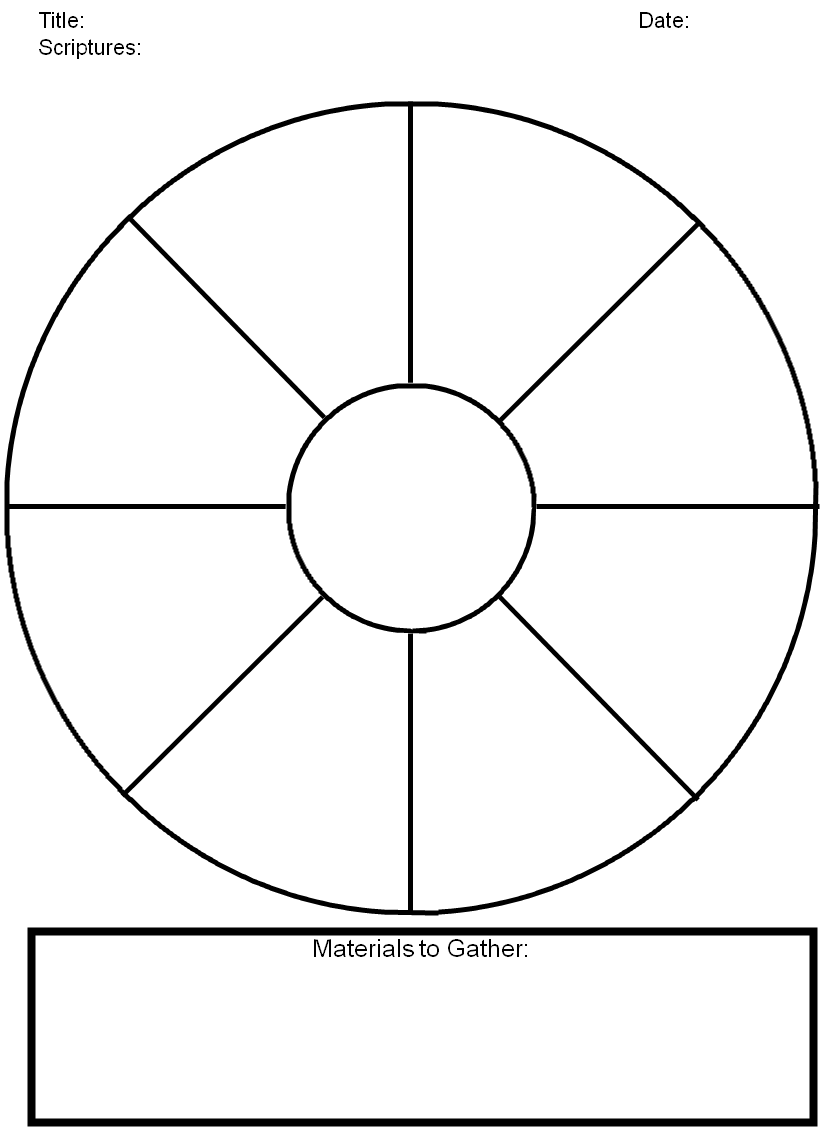 Title:
Date:
Scriptures:
Materials to Gather: